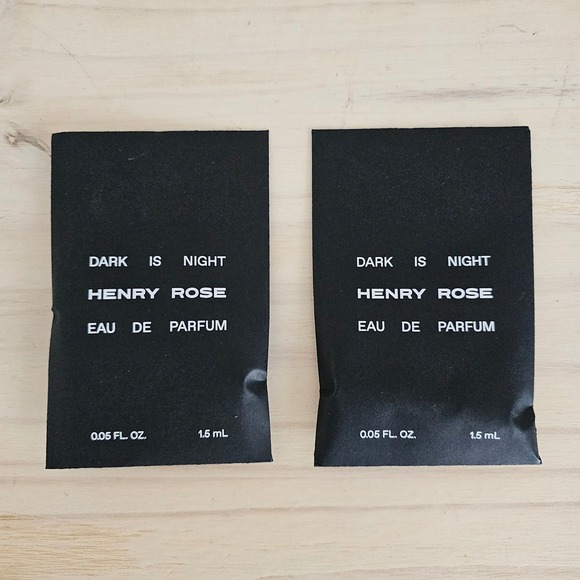 DARK IS NIGHT
HENRY ROSE
EAU DE PARFUM
0.05 FL. OZ. 1.5 mL
DARK IS NIGHT
HENRY ROSE
EAU DE PARFUM
0.05 FL. OZ. 1.5 mL